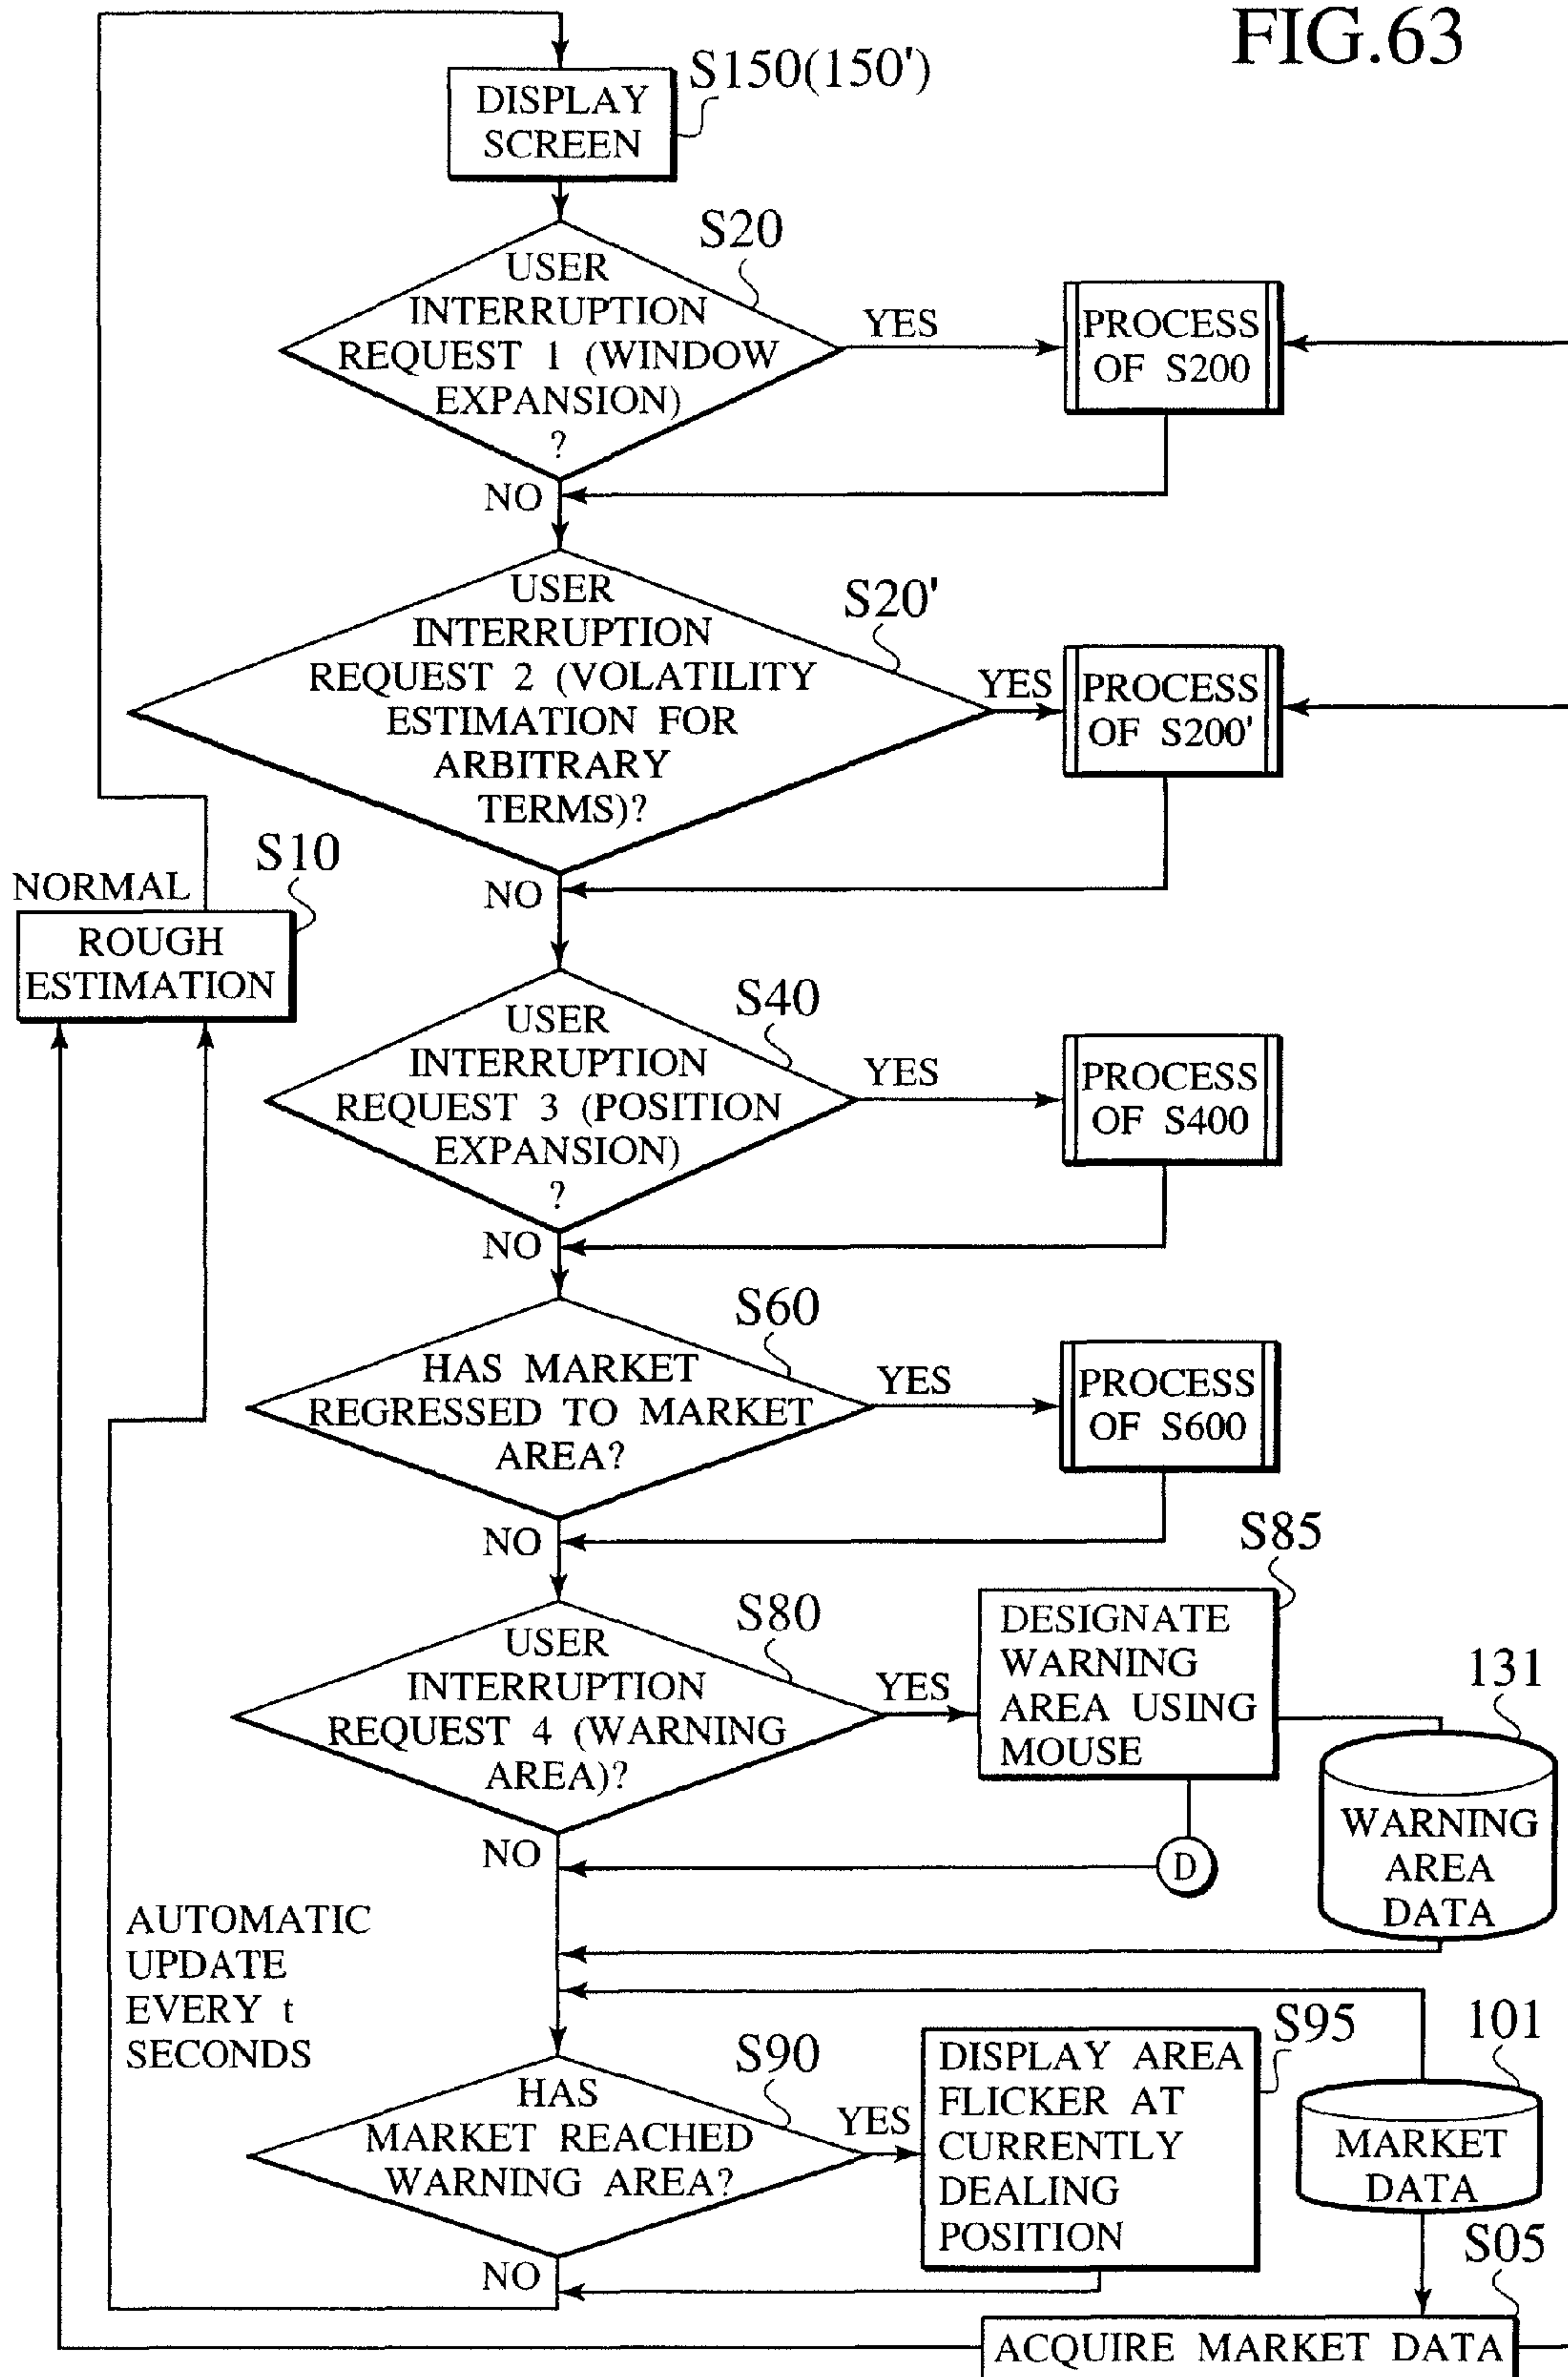 FIG.63
S150(150')
DISPLAY
SCREEN
S20
USER
INTERRUPTION
REQUEST 1 (WINDOW
EXPANSION)
?
YES
PROCESS
OF S200
NO
S20'
USER
INTERRUPTION
REQUEST 2 (VOLATILITY
ESTIMATION FOR
ARBITRARY
TERMS)?
YES
PROCESS
OF S200'
NO
S10
NORMAL
ROUGH
ESTIMATION
S40
USER
INTERRUPTION
REQUEST 3 (POSITION
EXPANSION)
?
YES
PROCESS
OF S400
NO
S60
HAS MARKET
REGRESSED TO MARKET
AREA?
YES
PROCESS
OF S600
NO
S80
USER
INTERRUPTION
REQUEST 4 (WARNING
AREA)?
YES
S85
DESIGNATE
WARNING
AREA USING
MOUSE
131
WARNING
AREA
DATA
NO
D
AUTOMATIC
UPDATE
EVERY t
SECONDS
S90
HAS
MARKET REACHED
WARNING AREA?
YES
S95
DISPLAY AREA
FLICKER AT
CURRENTLY
DEALING
POSITION
101
MARKET
DATA
NO
S05
ACQUIRE MARKET DATA